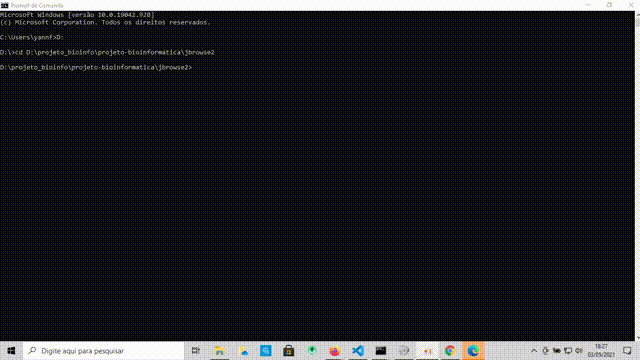 Prompt de Comando
Microsoft Windows [versão 10.0.19042.928]
(c) Microsoft Corporation. Todos os direitos reservados.
C:\Users\yannf>D:
D:\>cd D:\projeto_bioinfo\projeto-bioinformatica\jbrowse2
D:\projeto_bioinfo\projeto-bioinformatica\jbrowse2>
Digite aqui para pesquisar
18:27
03/05/2021